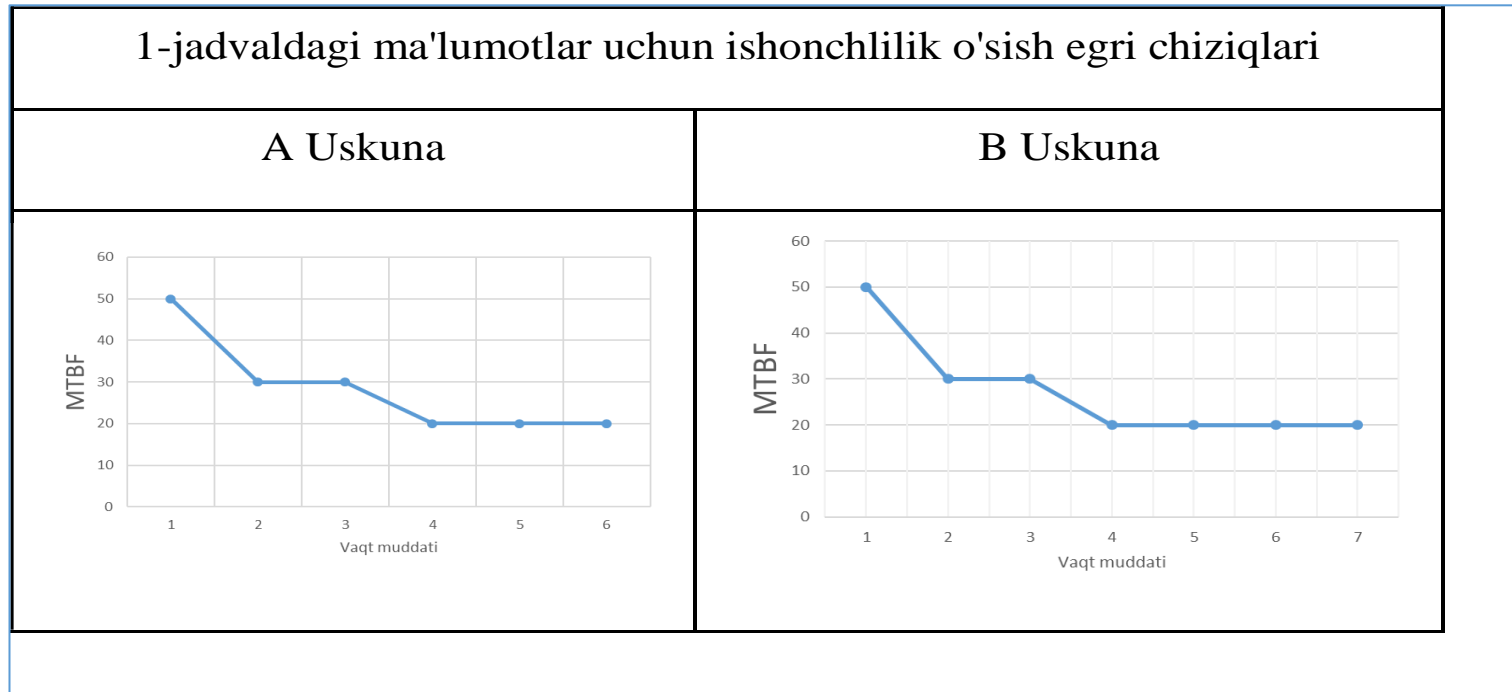 1-jadvaldagi ma'lumotlar uchun ishonchlilik o'sish egri chiziqlari
A Uskuna
B Uskuna
60
50
40
30
20
10
0
MTBF
1 2 3 4 5 6
Vaqt muddati
60
50
40
30
20
10
0
MTBF
1 2 3 4 5 6 7
Vaqt muddati